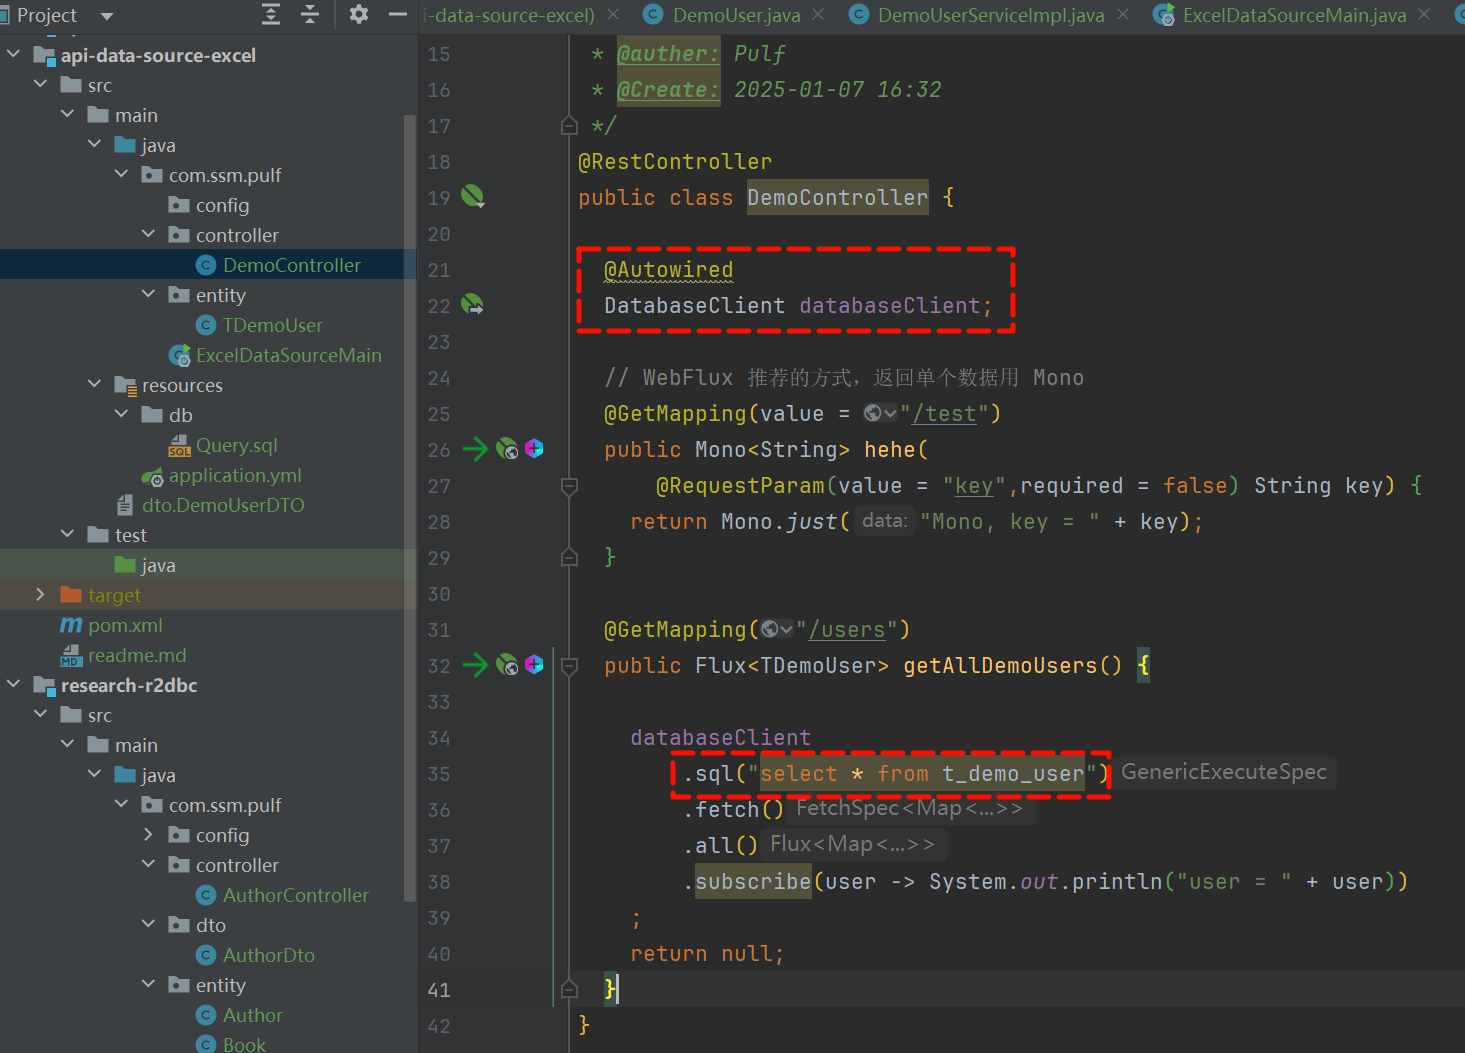 Project
i-data-source-excel)
DemoUser.java
DemoUserServiceImpl.java
ExcelDataSourceMain.java
api-data-source-excel
src
main
java
com.ssm.pulf
config
controller
DemoController
entity
TDemoUser
ExcelDataSourceMain
resources
db
Query.sql
application.yml
dto.DemoUserDTO
test
java
target
pom.xml
readme.md
research-r2dbc
src
main
java
com.ssm.pulf
config
controller
AuthorController
dto
AuthorDto
entity
Author
Book
15 * @auther: Pulf
16 * @Create: 2025-01-07 16:32
17 */
18 @RestController
19 public class DemoController {
20
21 @Autowired
22 DatabaseClient databaseClient;
23
24 // WebFlux 推荐的方式，返回单个数据用 Mono
25 @GetMapping(value = "/test")
26 public Mono<String> hehe(
27 @RequestParam(value = "key",required = false) String key) {
28 return Mono.just( data: "Mono, key = " + key);
29 }
30
31 @GetMapping("/users")
32 public Flux<TDemoUser> getAllDemoUsers() {
33
34 databaseClient
35 .sql("select * from t_demo_user") GenericExecuteSpec
36 .fetch() FetchSpec<Map<...>>
37 .all() Flux<Map<...>>
38 .subscribe(user -> System.out.println("user = " + user))
39 ;
40 return null;
41 }
42 }